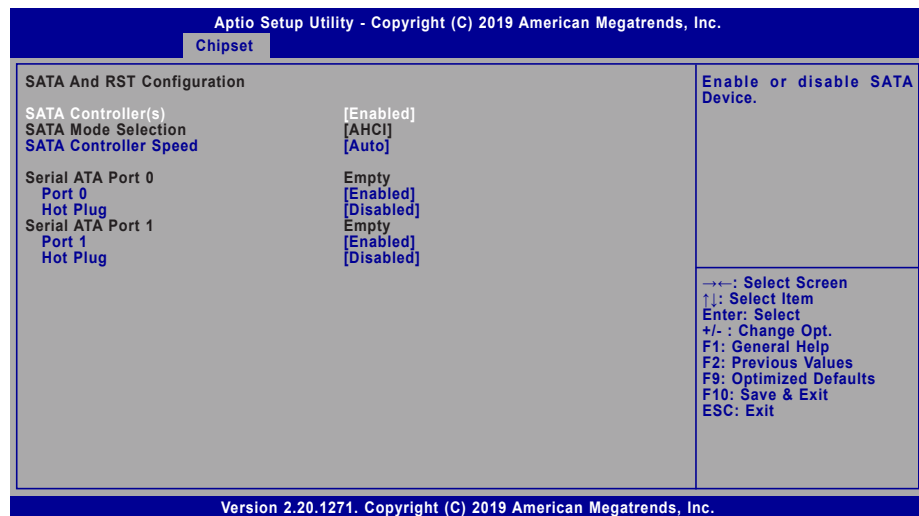 Aptio Setup Utility - Copyright (C) 2019 American Megatrends, Inc.
Chipset
SATA And RST Configuration
SATA Controller(s) [Enabled]
SATA Mode Selection [AHCI]
SATA Controller Speed [Auto]
Serial ATA Port 0 Empty
Port 0 [Enabled]
Hot Plug [Disabled]
Serial ATA Port 1 Empty
Port 1 [Enabled]
Hot Plug [Disabled]
Enable or disable SATA
Device.
→←: Select Screen
↑↓: Select Item
Enter: Select
+/- : Change Opt.
F1: General Help
F2: Previous Values
F9: Optimized Defaults
F10: Save & Exit
ESC: Exit
Version 2.20.1271. Copyright (C) 2019 American Megatrends, Inc.